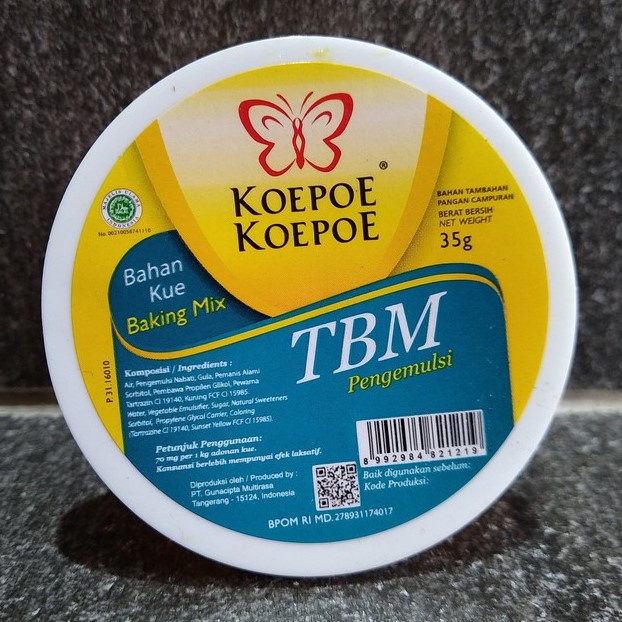 KOEPOE
KOEPOE
®
MAJELIS ULAMA
INDONESIA
BAHAN TAMBAHAN
PANGAN CAMPURAN
BERAT BERSIH
NET WEIGHT
35g
Bahan
Kue
Baking Mix
TBM
Pengemulsi
P.31.16010
Komposisi / Ingredients :
Air, Pengemulsi Nabati, Gula, Pemanis Alami
Sorbitol, Pembawa Propilen Glikol, Pewarna
Tartrazin CI 19140, Kuning FCF CI 15985.
Water, Vegetable Emulsifier, Sugar, Natural Sweeteners
Sorbitol, Propylene Glycol Carrier, Coloring
(Tartrazine CI 19140, Sunset Yellow FCF CI 15985).
Petunjuk Penggunaan:
70 mg per 1 kg adonan kue.
Konsumsi berlebih mempunyai efek laksatif.
Diproduksi oleh / Produced by :
PT. Gunacipta Multirasa
Tangerang - 15124, Indonesia
8 992984 821219
Baik digunakan sebelum:
Kode Produksi:
BPOM RI MD. 278931174017